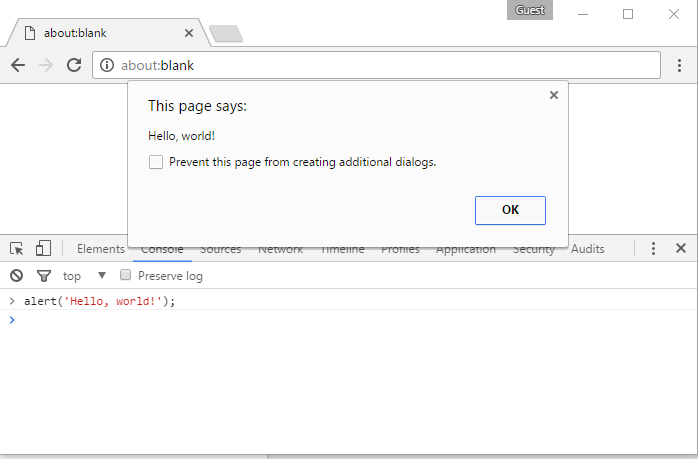 Guest
about:blank
about:blank
This page says:
Hello, world!
Prevent this page from creating additional dialogs.
OK
Elements Console Sources Network Timeline Profiles Application Security Audits
top Preserve log
> alert('Hello, world!');
>